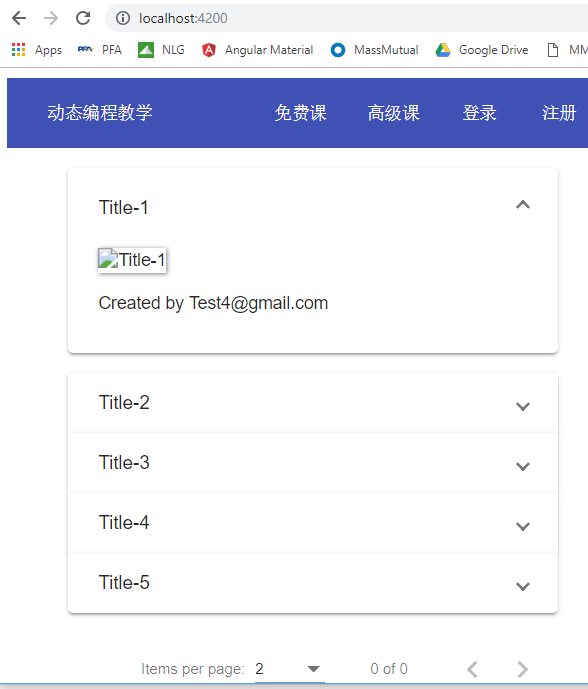 localhost:4200
Apps PFA PFA NLG Angular Material MassMutual Google Drive MM
动态编程教学 免费课 高级课 登录 注册
Title-1
Title-1
Created by Test4@gmail.com
Title-2
Title-3
Title-4
Title-5
Items per page: 2 0 of 0